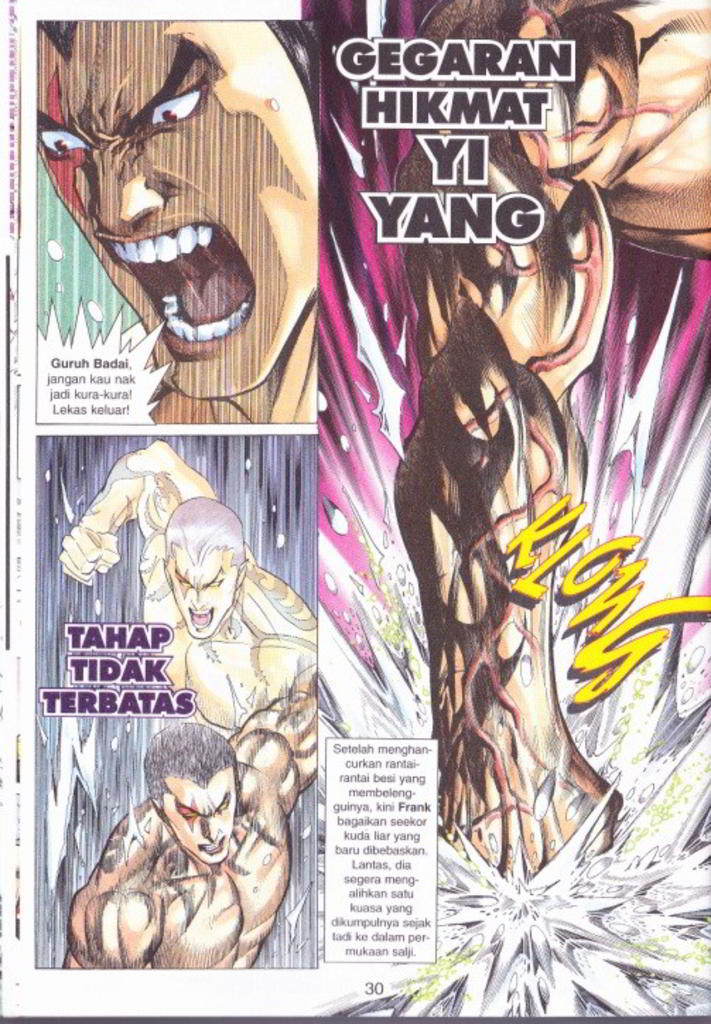 Guruh Badai,
jangan kau nak
jadi kura-kura!
Lekas keluar!
GEGARAN
HIKMAT
YI
YANG
TAHAP
TIDAK
TERBATAS
KLONG
Setelah menghan-
curkan rantai-
rantai besi yang
membeleng-
guinya, kini Frank
bagaikan seekor
kuda liar yang
baru dibebaskan.
Lantas, dia
segera meng-
alihkan satu
kuasa yang
dikumpulnya sejak
tadi ke dalam per-
mukaan salji.
30